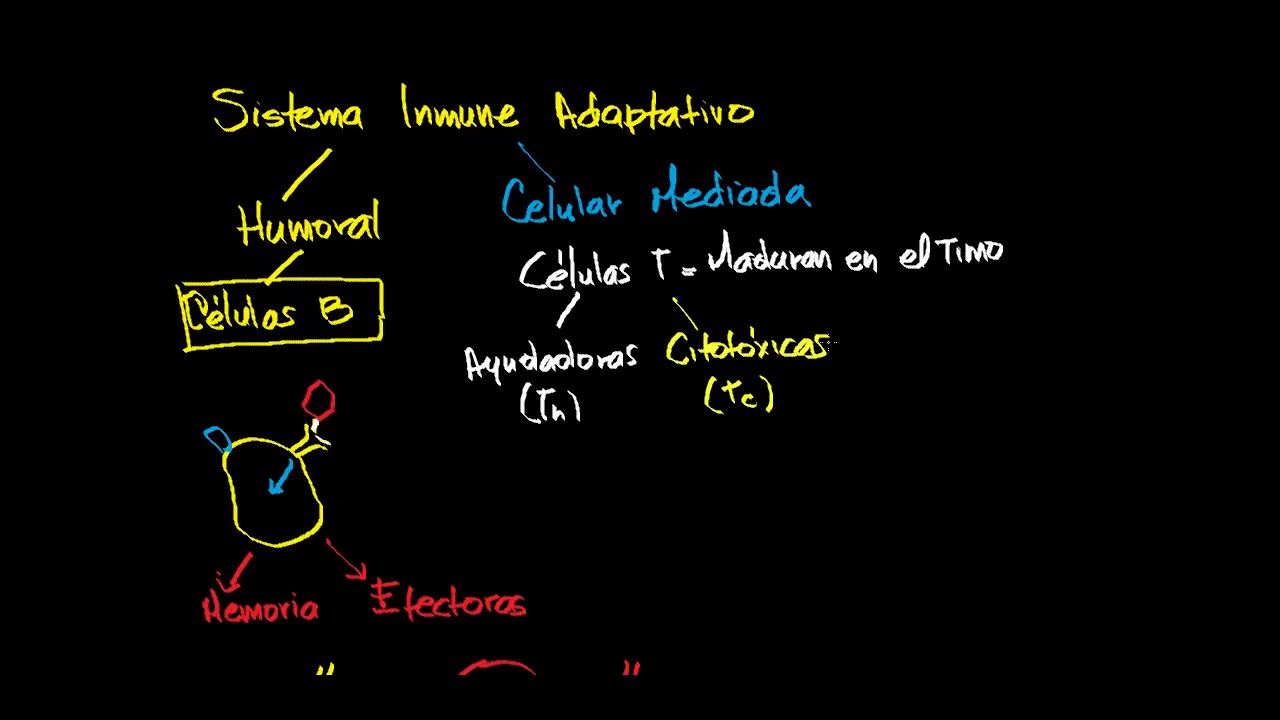 Sistema Inmune Adaptativo
Humoral
Celular Mediada
Células B
Células T = Maduran en el Timo
Ayudadoras
(Th)
Citotóxicas
(Tc)
Memoria
Efectoras